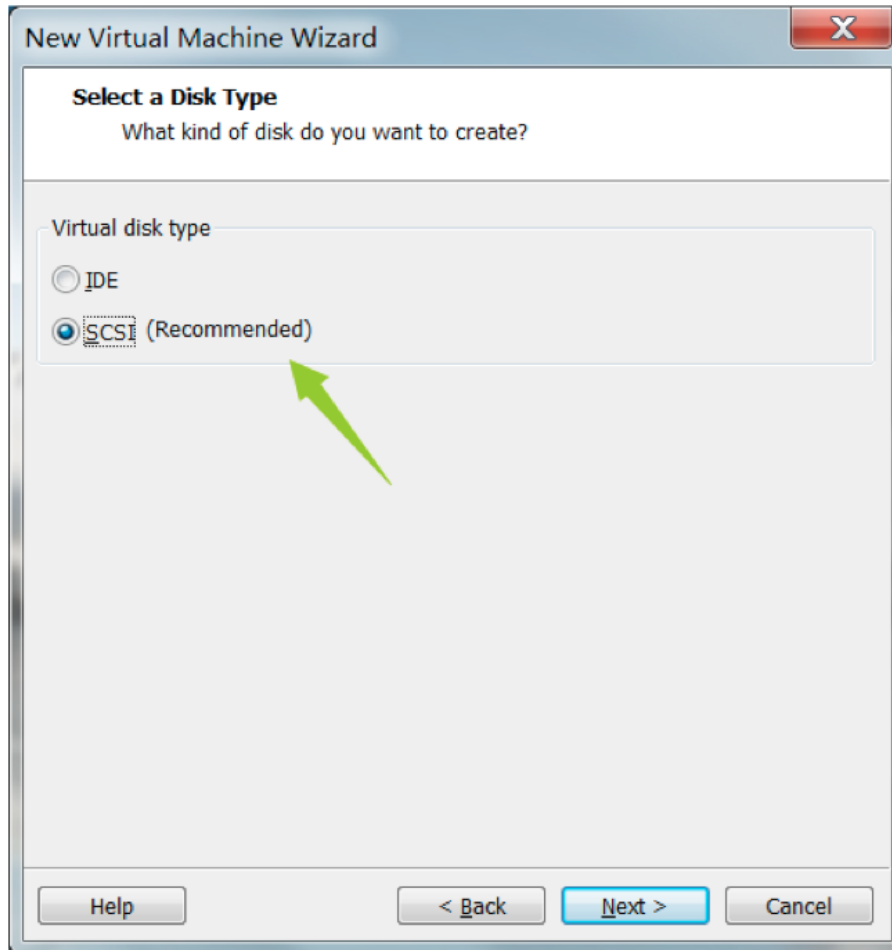 New Virtual Machine Wizard
Select a Disk Type
What kind of disk do you want to create?
Virtual disk type
IDE
SCSI (Recommended)
Help
< Back
Next >
Cancel